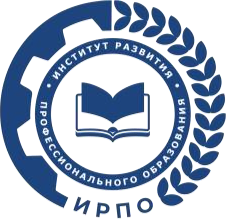 ИНСТИТУТ РАЗВИТИЯ
ПРОФЕССИОНАЛЬНОГО ОБРАЗОВАНИЯ
ИРПО